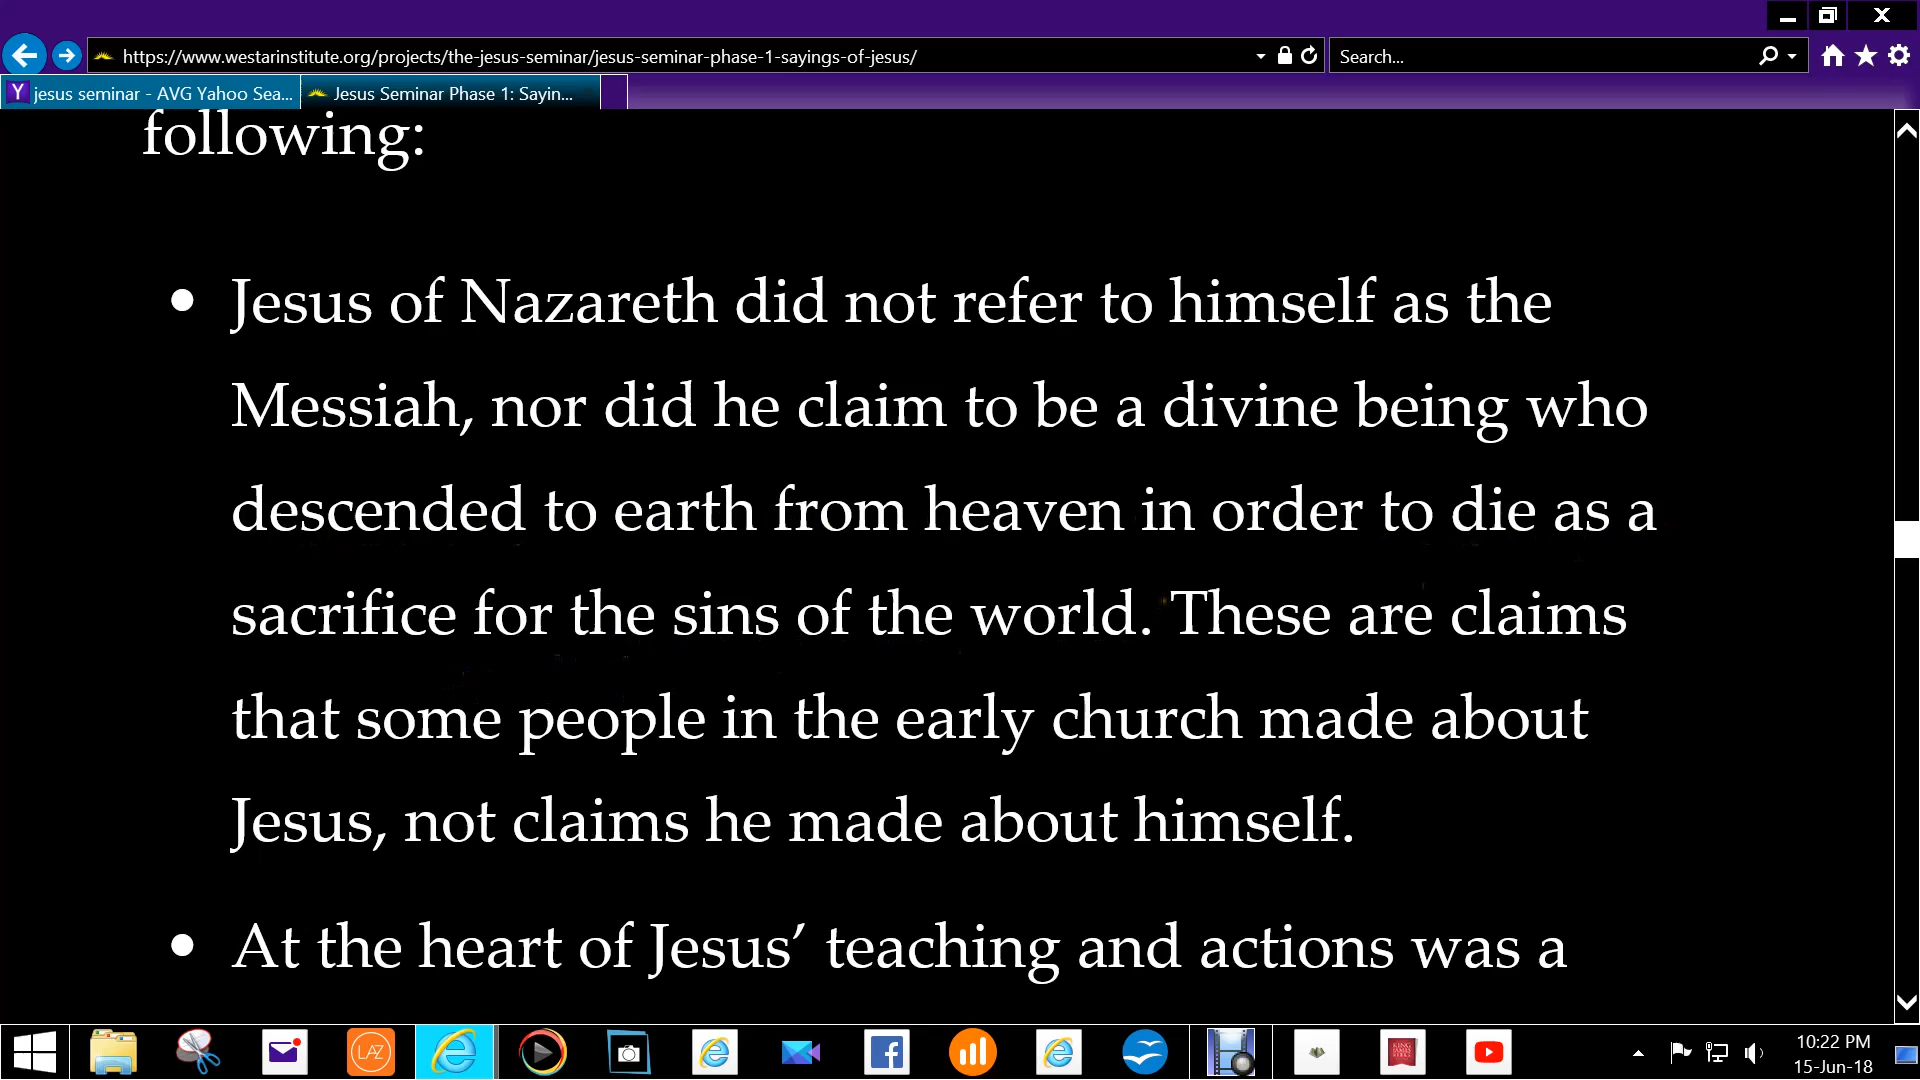 https://www.westarinstitute.org/projects/the-jesus-seminar/jesus-seminar-phase-1-sayings-of-jesus/
Search...
jesus seminar - AVG Yahoo Sea...
Jesus Seminar Phase 1: Sayin...
following:
• Jesus of Nazareth did not refer to himself as the
Messiah, nor did he claim to be a divine being who
descended to earth from heaven in order to die as a
sacrifice for the sins of the world. These are claims
that some people in the early church made about
Jesus, not claims he made about himself.
• At the heart of Jesus’ teaching and actions was a
LAZ
KING JAMES BIBLE
10:22 PM
15-Jun-18